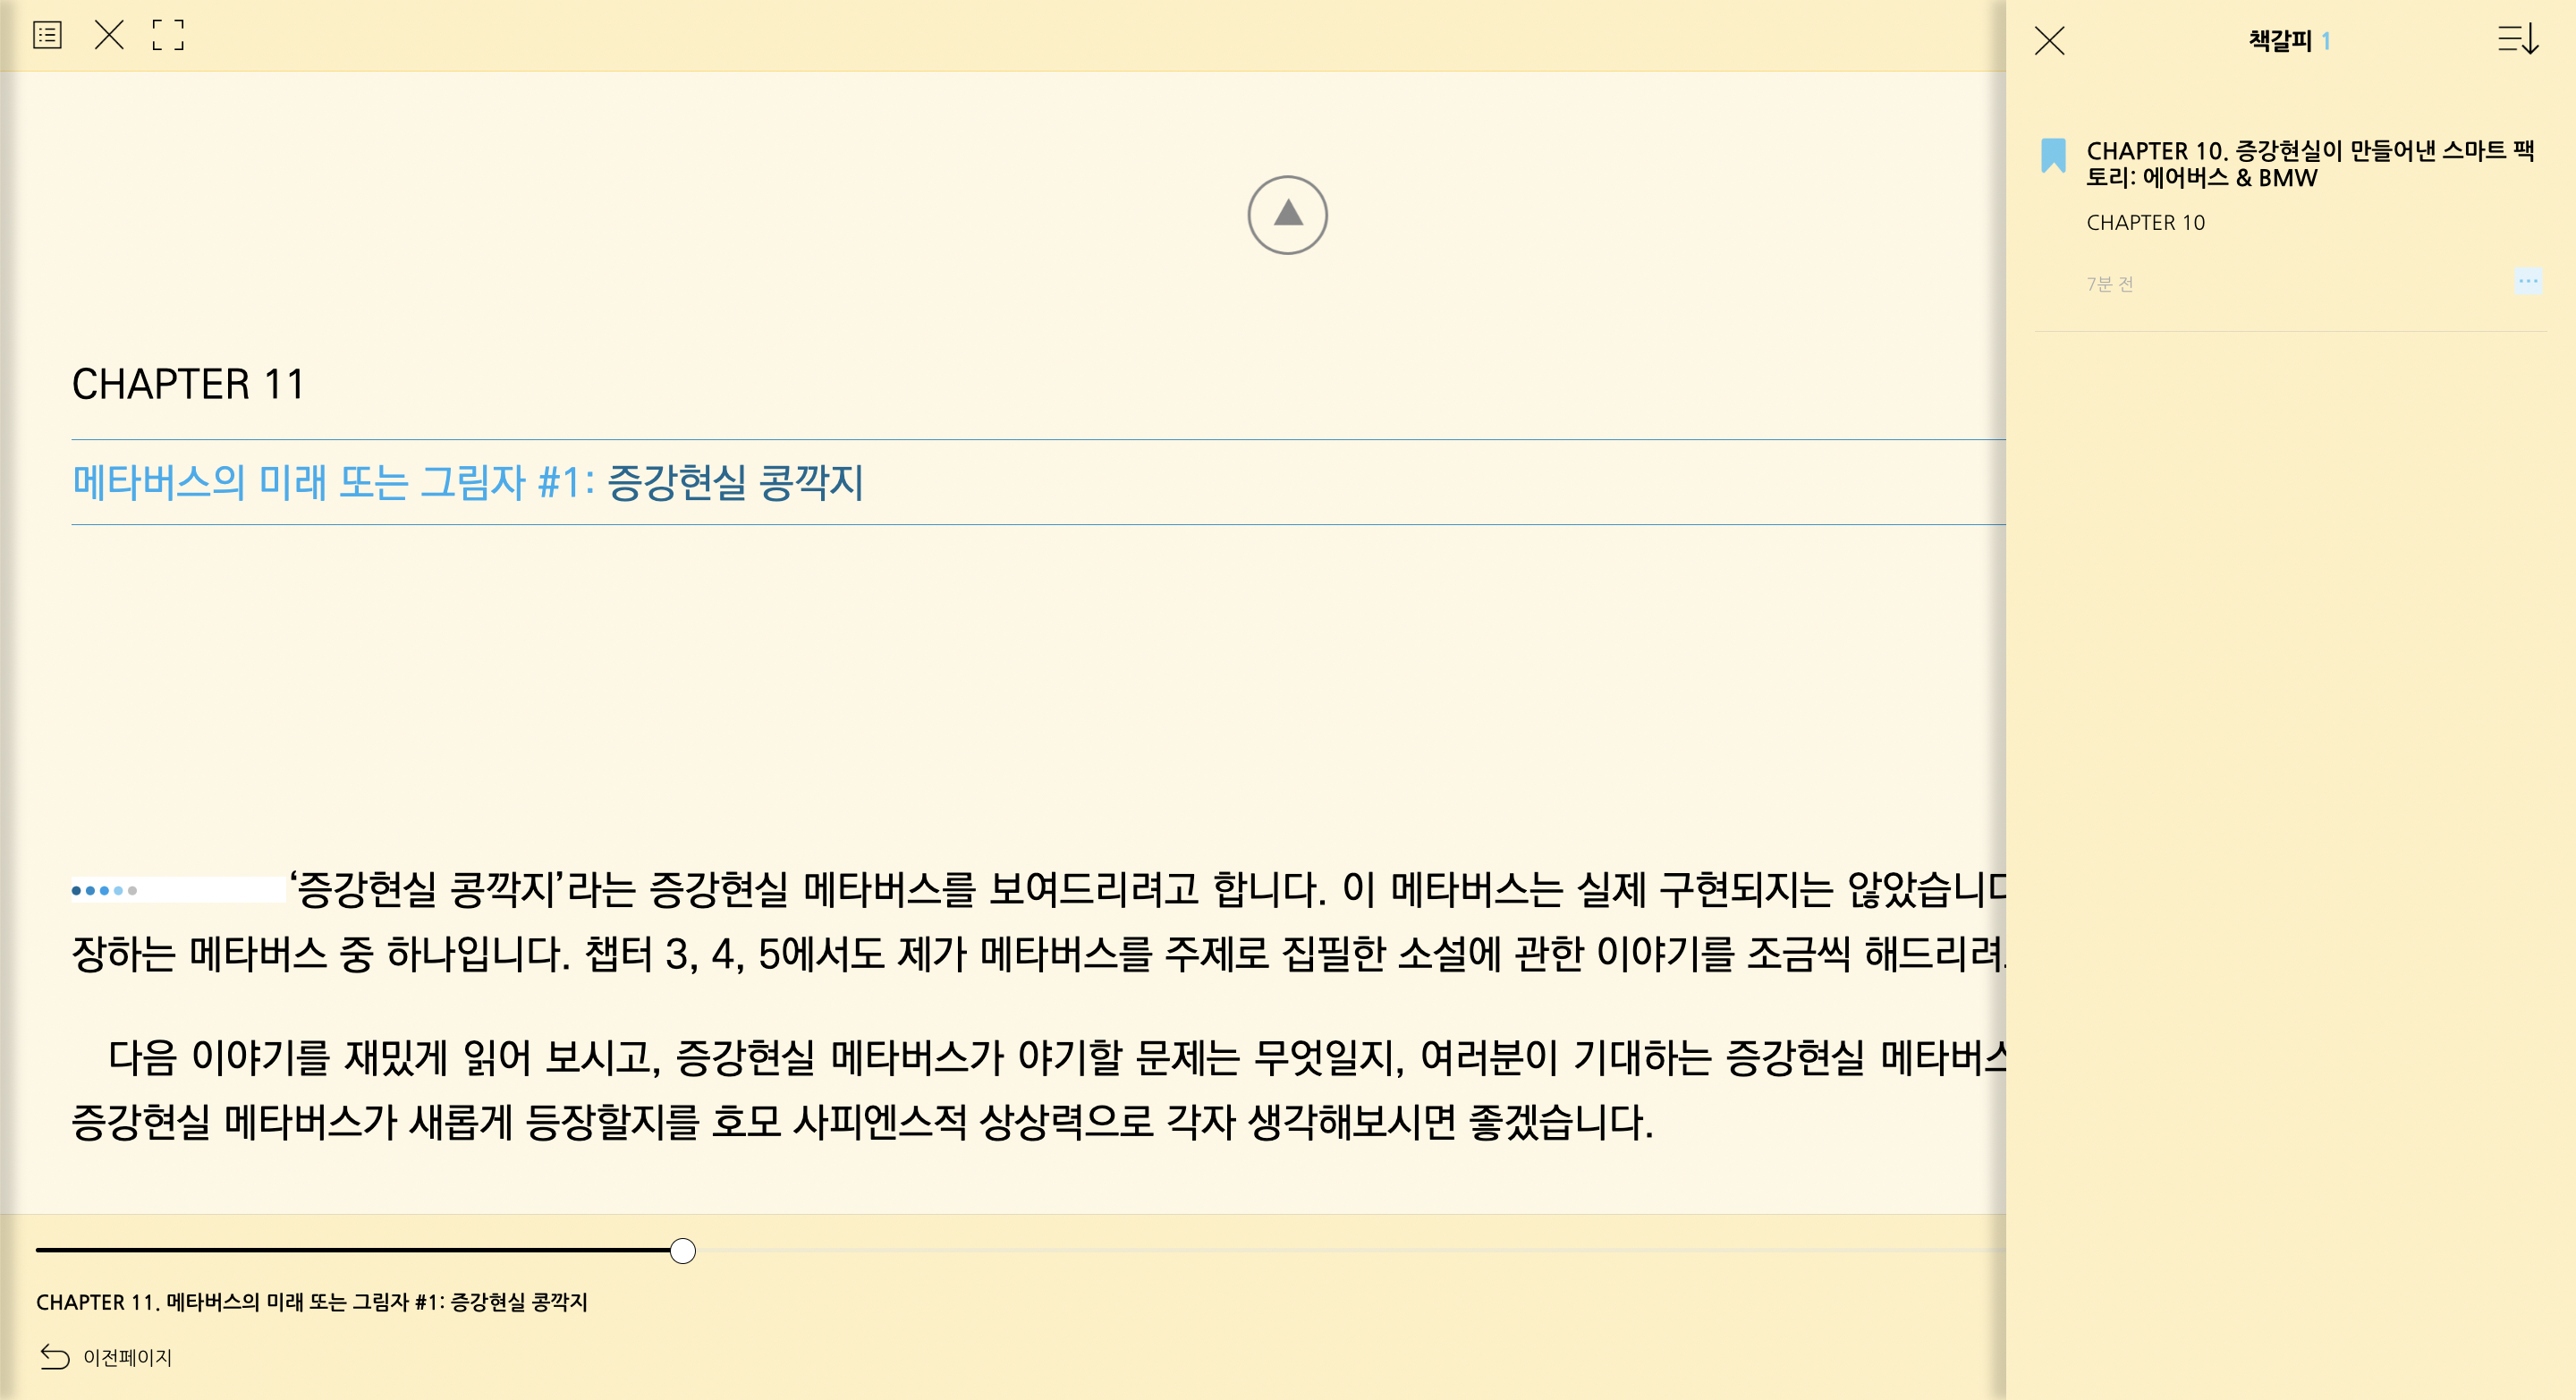 CHAPTER 11
메타버스의 미래 또는 그림자 #1: 증강현실 콩깍지
‘증강현실 콩깍지’라는 증강현실 메타버스를 보여드리려고 합니다. 이 메타버스는 실제 구현되지는 않았습니다
장하는 메타버스 중 하나입니다. 챕터 3, 4, 5에서도 제가 메타버스를 주제로 집필한 소설에 관한 이야기를 조금씩 해드리려
다음 이야기를 재밌게 읽어 보시고, 증강현실 메타버스가 야기할 문제는 무엇일지, 여러분이 기대하는 증강현실 메타버스
증강현실 메타버스가 새롭게 등장할지를 호모 사피엔스적 상상력으로 각자 생각해보시면 좋겠습니다.
CHAPTER 11. 메타버스의 미래 또는 그림자 #1: 증강현실 콩깍지
이전페이지
책갈피 1
CHAPTER 10. 증강현실이 만들어낸 스마트 팩
토리: 에어버스 & BMW
CHAPTER 10
7분 전